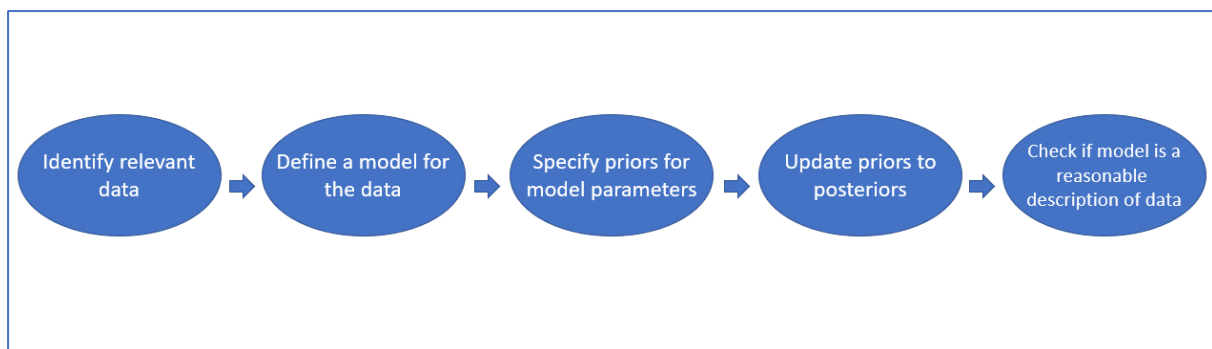 Identify relevant
data
Define a model for
the data
Specify priors for
model parameters
Update priors to
posteriors
Check if model is a
reasonable
description of data